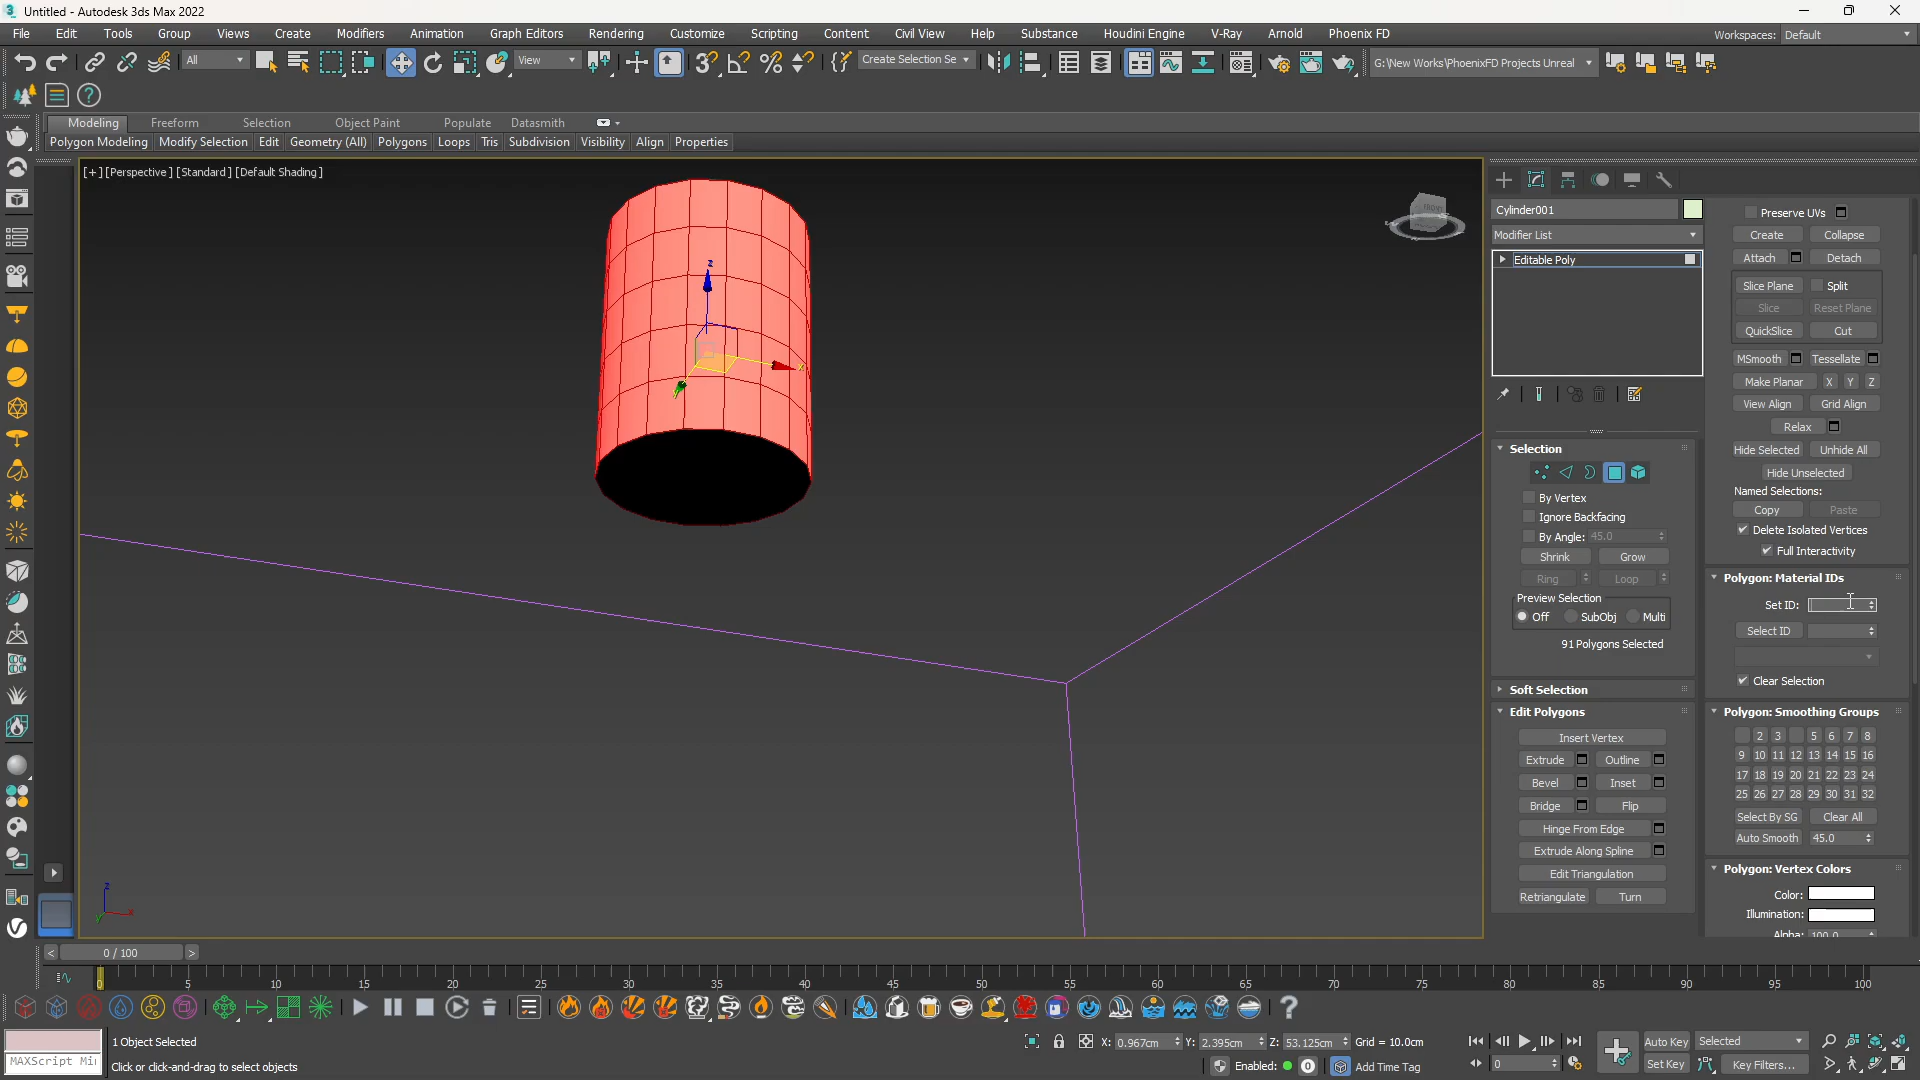 Untitled - Autodesk 3ds Max 2022
File Edit Tools Group Views Create Modifiers Animation Graph Editors Rendering Customize Scripting Content Civil View Help Substance Houdini Engine V-Ray Arnold Phoenix FD Workspaces: Default
All View Create Selection Se G:\New Works\PhoenixFD Projects Unreal
Modeling Freeform Selection Object Paint Populate Datasmith
Polygon Modeling Modify Selection Edit Geometry (All) Polygons Loops Tris Subdivision Visibility Align Properties
[+] [Perspective ] [Standard ] [Default Shading ]
z
x
Cylinder001
Modifier List
Editable Poly
Selection
By Vertex
Ignore Backfacing
By Angle: 45.0
Shrink Grow
Ring Loop
Preview Selection
Off SubObj Multi
91 Polygons Selected
Soft Selection
Edit Polygons
Insert Vertex
Extrude Outline
Bevel Inset
Bridge Flip
Hinge From Edge
Extrude Along Spline
Edit Triangulation
Retriangulate Turn
Preserve UVs
Create Collapse
Attach Detach
Slice Plane Split
Slice Reset Plane
QuickSlice Cut
MSmooth Tessellate
Make Planar X Y Z
View Align Grid Align
Relax
Hide Selected Unhide All
Hide Unselected
Named Selections:
Copy Paste
Delete Isolated Vertices
Full Interactivity
Polygon: Material IDs
Set ID:
Select ID
Clear Selection
Polygon: Smoothing Groups
2 3 5 6 7 8
9 10 11 12 13 14 15 16
17 18 19 20 21 22 23 24
25 26 27 28 29 30 31 32
Select By SG Clear All
Auto Smooth 45.0
Polygon: Vertex Colors
Color:
Illumination:
Alpha: 100.0
z
x
y
< 0 / 100 >
0 5 10 15 20 25 30 35 40 45 50 55 60 65 70 75 80 85 90 95 100
1 Object Selected
X: 0.967cm Y: 2.395cm Z: 53.125cm Grid = 10.0cm
Auto Key Selected
MAXScript Mi
Click or click-and-drag to select objects
Enabled: 0 Add Time Tag
0
Set Key Key Filters...